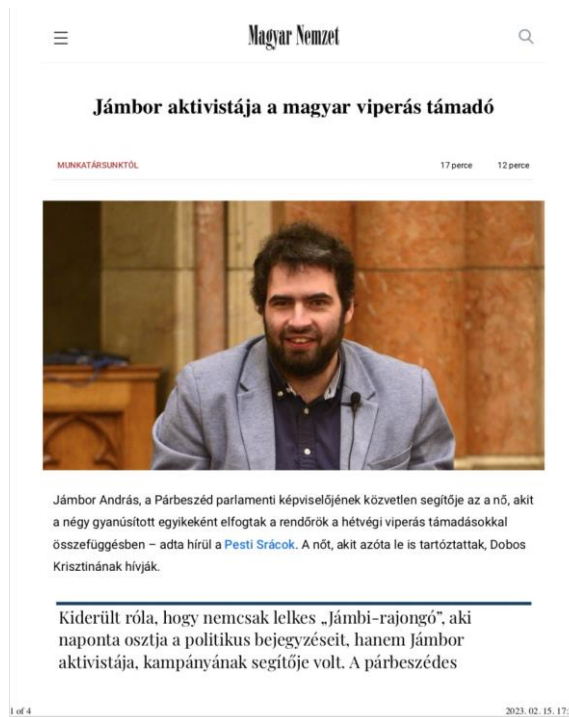 Magyar Nemzet
Jámbor aktivistája a magyar viperás támadó
MUNKATÁRSUNKTÓL 17 perce 12 perce
Jámbor András, a Párbeszéd parlamenti képviselőjének közvetlen segítője az a nő, akit
a négy gyanúsított egyikeként elfogtak a rendőrök a hétvégi viperás támadásokkal
összefüggésben – adta hírül a Pesti Srácok. A nőt, akit azóta le is tartóztattak, Dobos
Krisztinának hívják.
Kiderült róla, hogy nemcsak lelkes „Jámbi-rajongó”, aki
naponta osztja a politikus bejegyzéseit, hanem Jámbor
aktivistája, kampányának segítője volt. A párbeszédes
1 of 4 2023. 02. 15. 17: